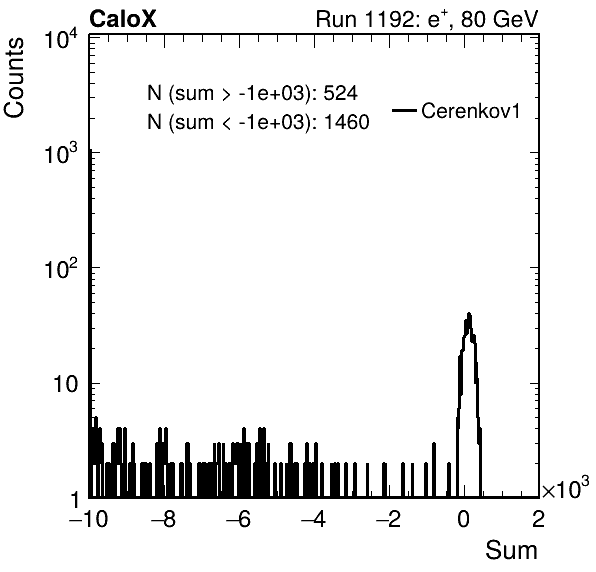 CaloX Run 1192: e⁺, 80 GeV
Counts
10⁴
N (sum > -1e+03): 524
N (sum < -1e+03): 1460
Cerenkov1
10³
10²
10
1
−10 −8 −6 −4 −2 0 2
×10³
Sum